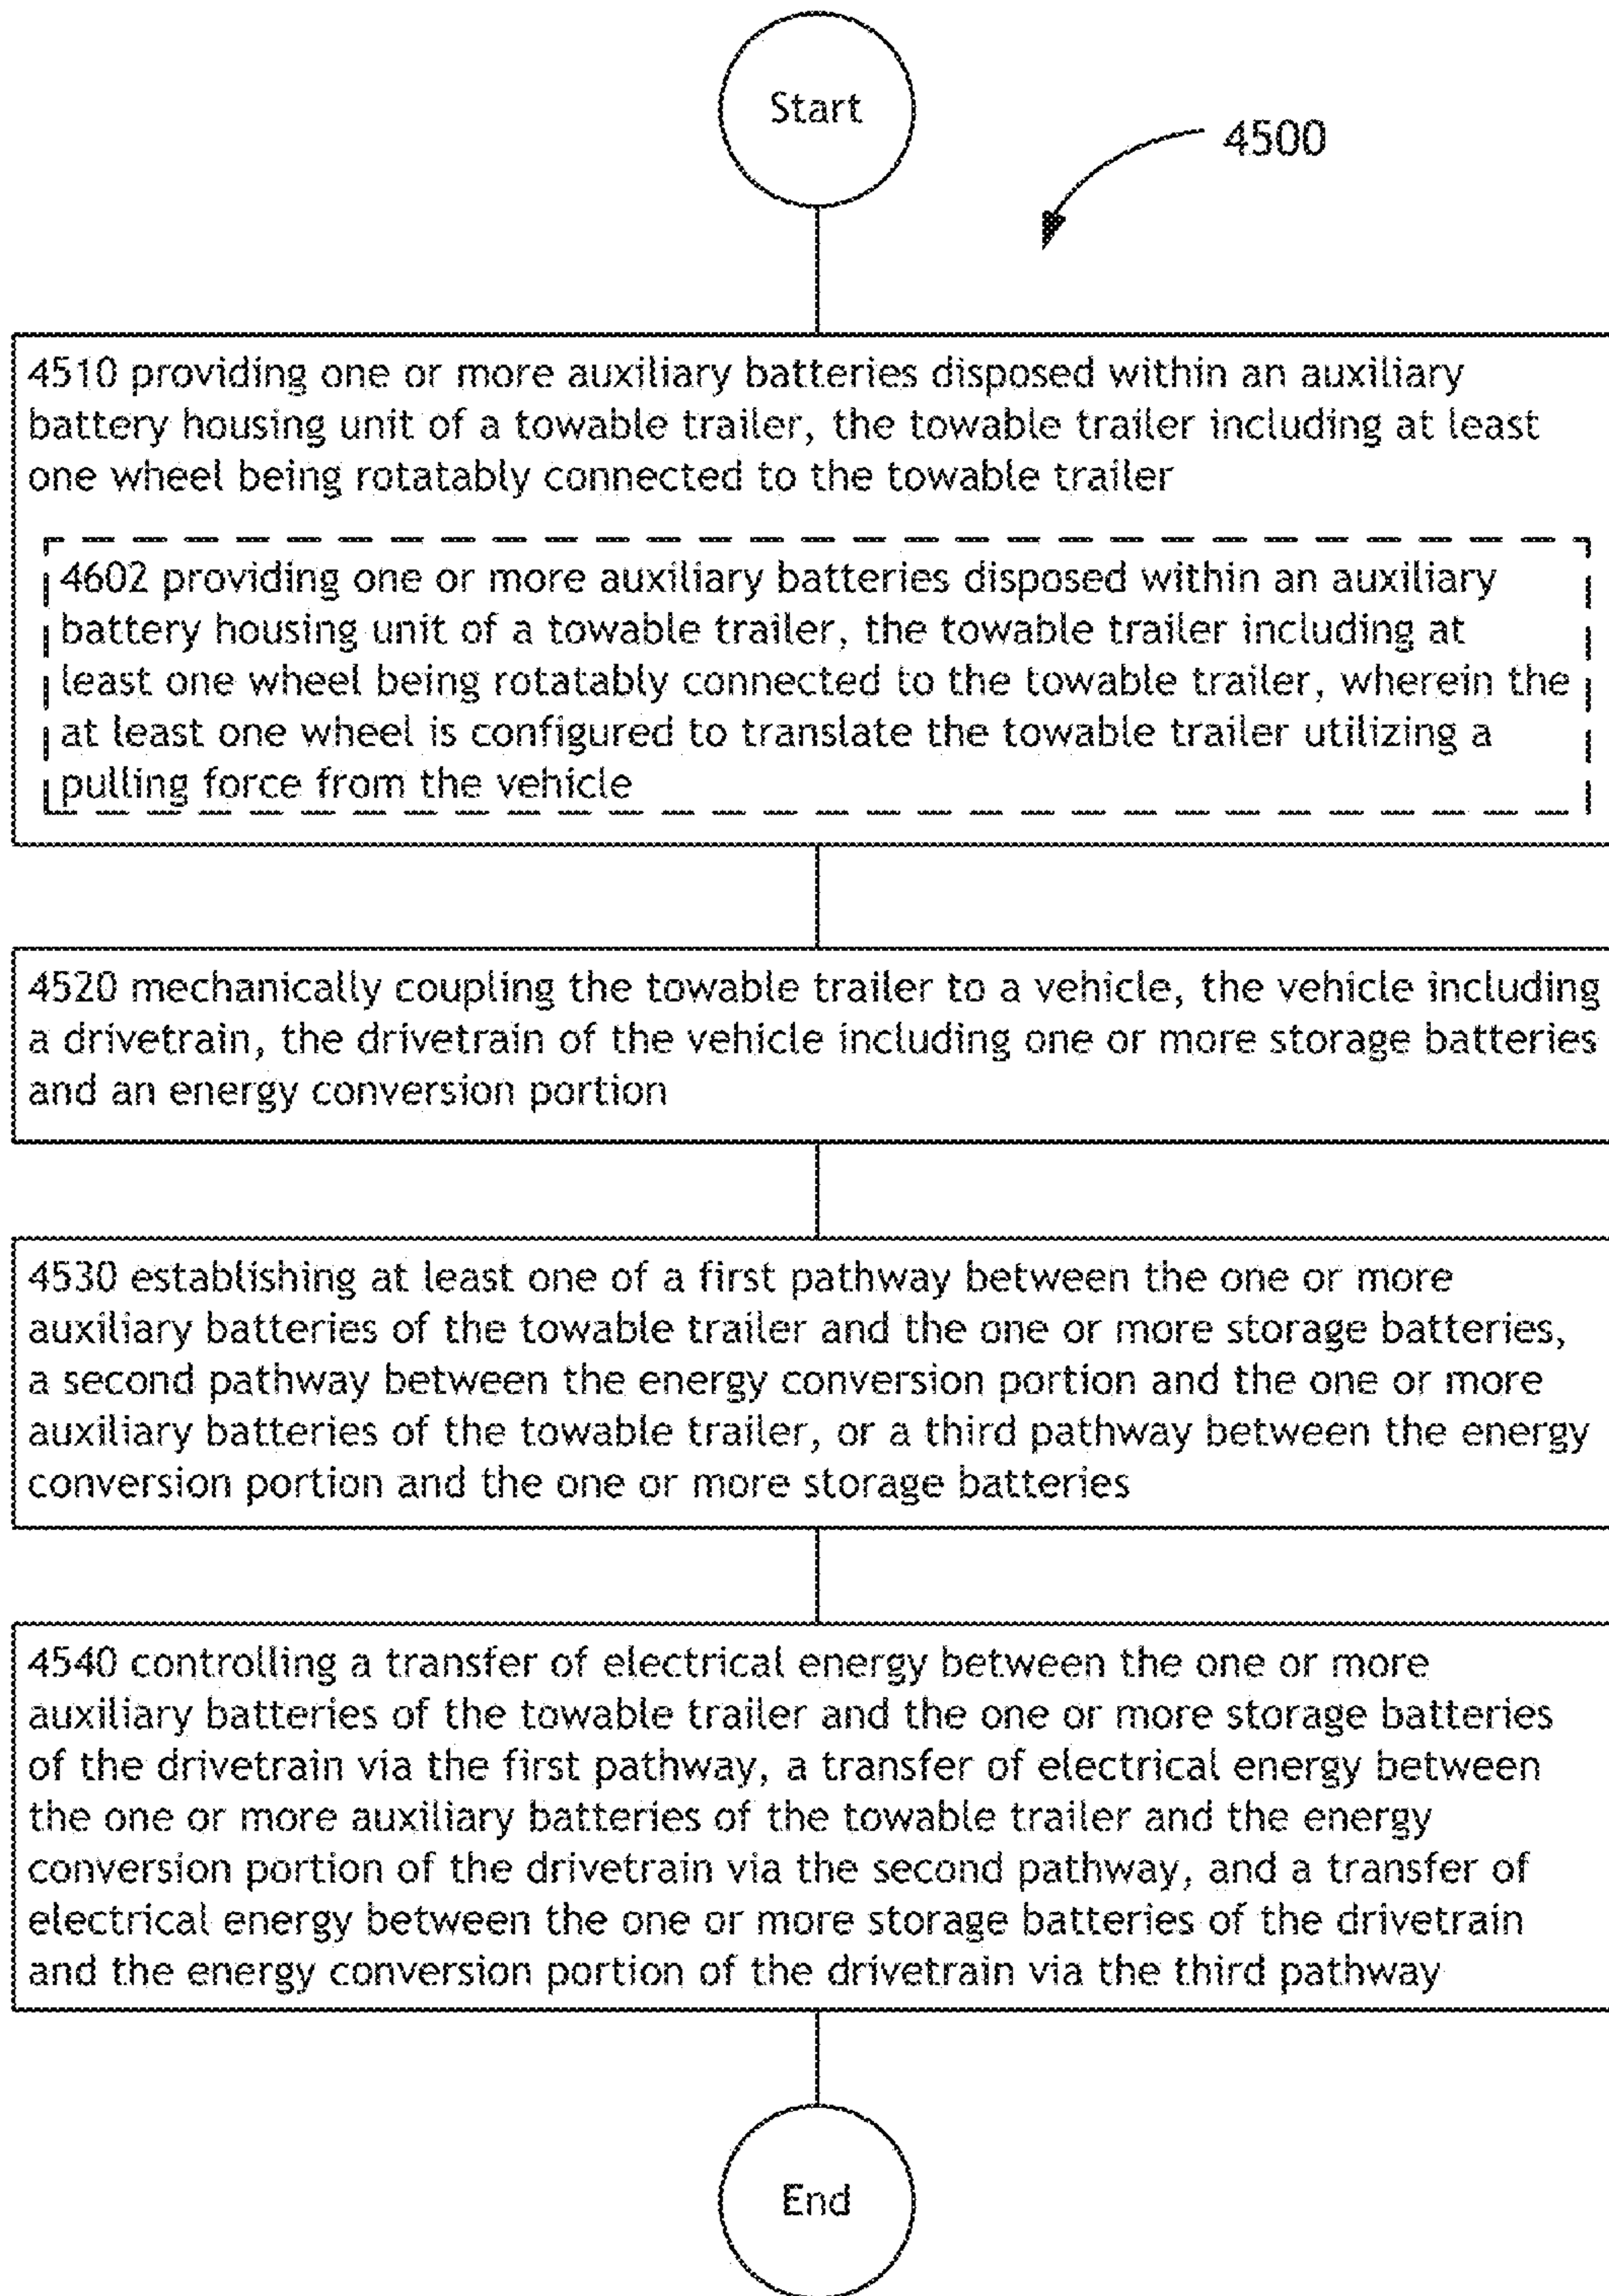 Start
4500
4510 providing one or more auxiliary batteries disposed within an auxiliary
battery housing unit of a towable trailer, the towable trailer including at least
one wheel being rotatably connected to the towable trailer
4602 providing one or more auxiliary batteries disposed within an auxiliary
battery housing unit of a towable trailer, the towable trailer including at
least one wheel being rotatably connected to the towable trailer, wherein the
at least one wheel is configured to translate the towable trailer utilizing a
pulling force from the vehicle
4520 mechanically coupling the towable trailer to a vehicle, the vehicle including
a drivetrain, the drivetrain of the vehicle including one or more storage batteries
and an energy conversion portion
4530 establishing at least one of a first pathway between the one or more
auxiliary batteries of the towable trailer and the one or more storage batteries,
a second pathway between the energy conversion portion and the one or more
auxiliary batteries of the towable trailer, or a third pathway between the energy
conversion portion and the one or more storage batteries
4540 controlling a transfer of electrical energy between the one or more
auxiliary batteries of the towable trailer and the one or more storage batteries
of the drivetrain via the first pathway, a transfer of electrical energy between
the one or more auxiliary batteries of the towable trailer and the energy
conversion portion of the drivetrain via the second pathway, and a transfer of
electrical energy between the one or more storage batteries of the drivetrain
and the energy conversion portion of the drivetrain via the third pathway
End